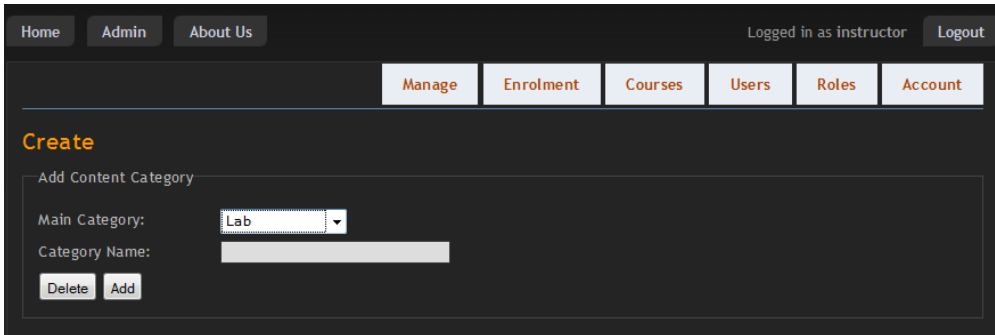 Home Admin About Us Logged in as instructor Logout
Manage Enrolment Courses Users Roles Account
Create
Add Content Category
Main Category: Lab
Category Name:
Delete Add